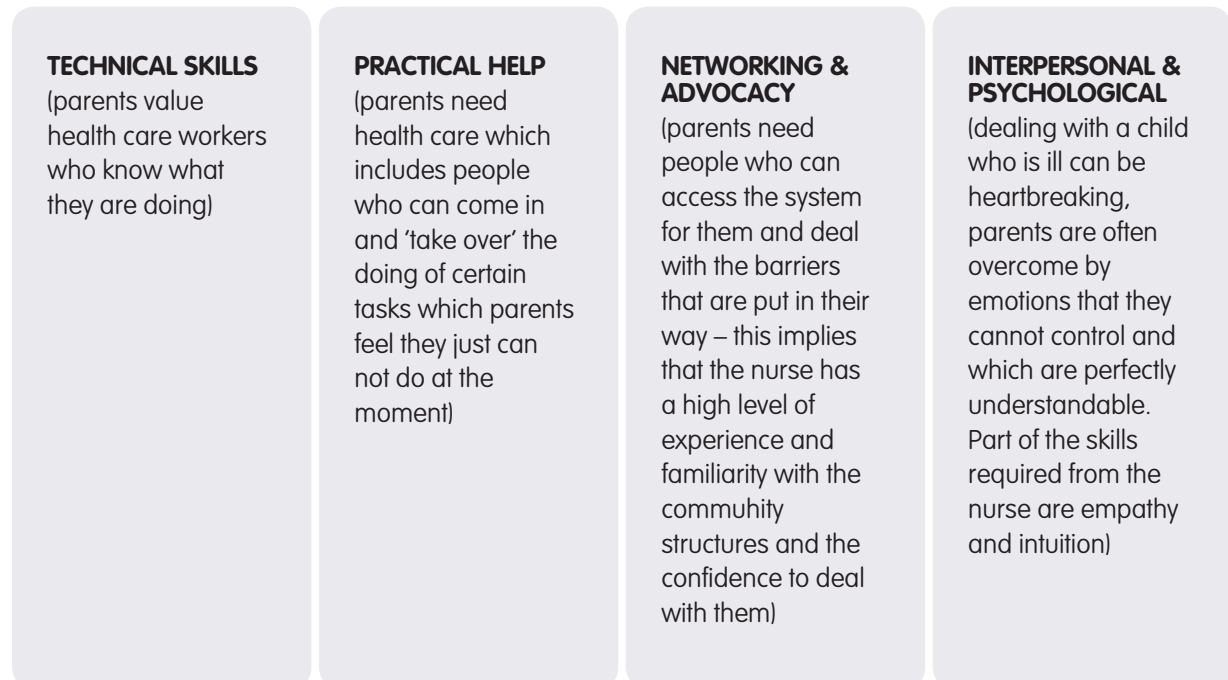 TECHNICAL SKILLS
(parents value
health care workers
who know what
they are doing)
PRACTICAL HELP
(parents need
health care which
includes people
who can come in
and ‘take over’ the
doing of certain
tasks which parents
feel they just can
not do at the
moment)
NETWORKING &
ADVOCACY
(parents need
people who can
access the system
for them and deal
with the barriers
that are put in their
way – this implies
that the nurse has
a high level of
experience and
familiarity with the
commuhity
structures and the
confidence to deal
with them)
INTERPERSONAL &
PSYCHOLOGICAL
(dealing with a child
who is ill can be
heartbreaking,
parents are often
overcome by
emotions that they
cannot control and
which are perfectly
understandable.
Part of the skills
required from the
nurse are empathy
and intuition)